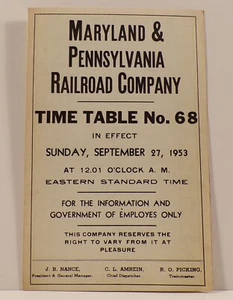 MARYLAND &
PENNSYLVANIA
RAILROAD COMPANY
TIME TABLE No. 68
IN EFFECT
SUNDAY, SEPTEMBER 27, 1953
AT 12.01 O'CLOCK A. M.
EASTERN STANDARD TIME
FOR THE INFORMATION AND
GOVERNMENT OF EMPLOYES ONLY
THIS COMPANY RESERVES THE
RIGHT TO VARY FROM IT AT
PLEASURE
J. B. NANCE, C. L. AMREIN, R. O. PICKING,
President & General Manager. Chief Dispatcher. Trainmaster.